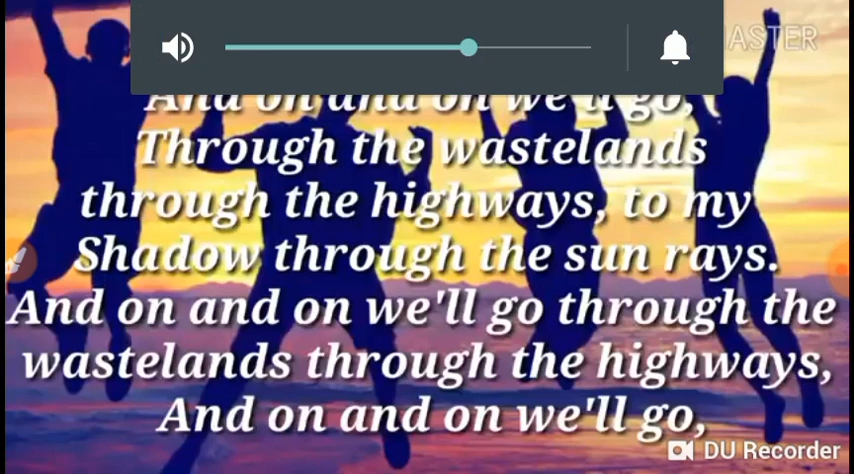 MASTER
And on and on we'll go,
Through the wastelands
through the highways, to my
Shadow through the sun rays.
And on and on we'll go through the
wastelands through the highways,
And on and on we'll go,
DU Recorder